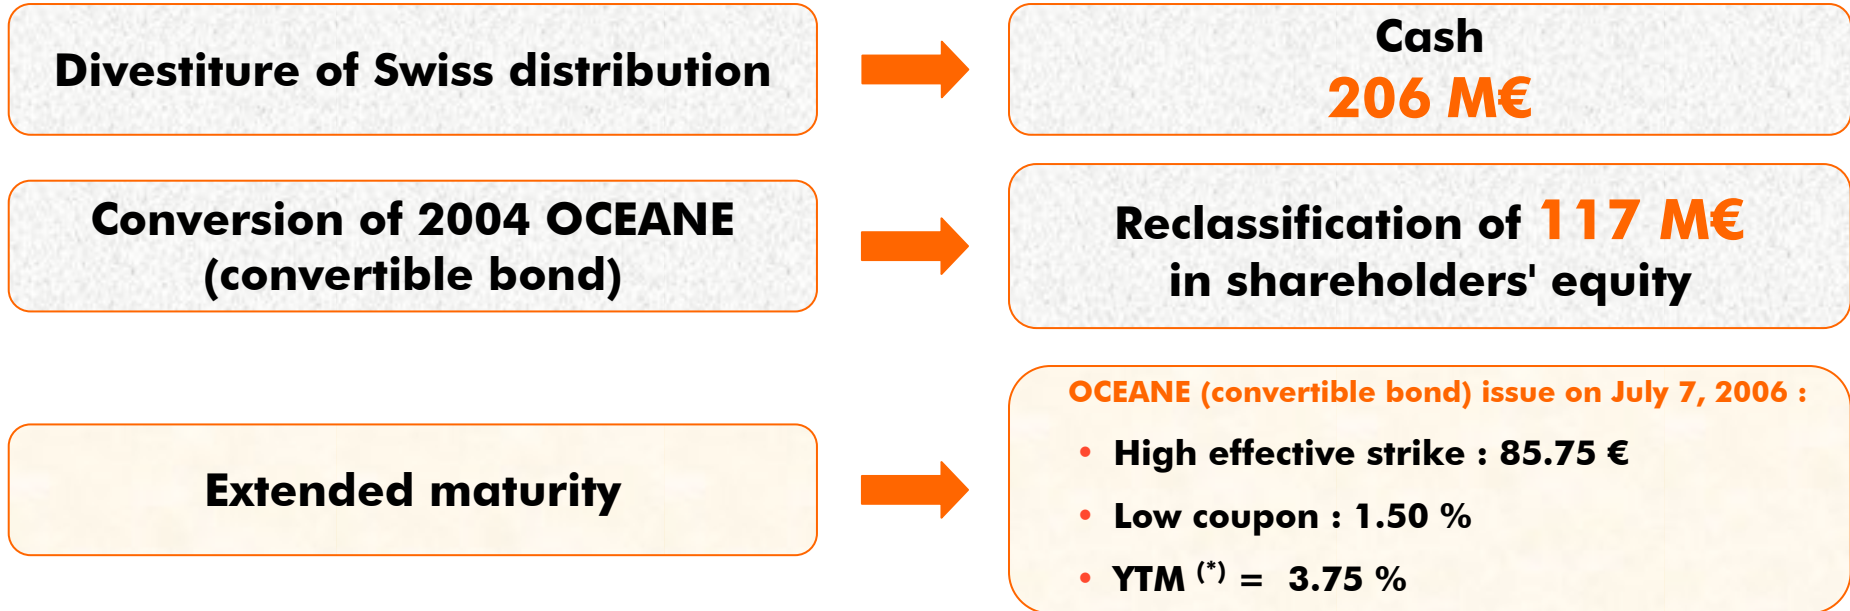 Divestiture of Swiss distribution
Cash
206 M€
Conversion of 2004 OCEANE
(convertible bond)
Reclassification of 117 M€
in shareholders' equity
Extended maturity
OCEANE (convertible bond) issue on July 7, 2006 :
• High effective strike : 85.75 €
• Low coupon : 1.50 %
• YTM (*) = 3.75 %